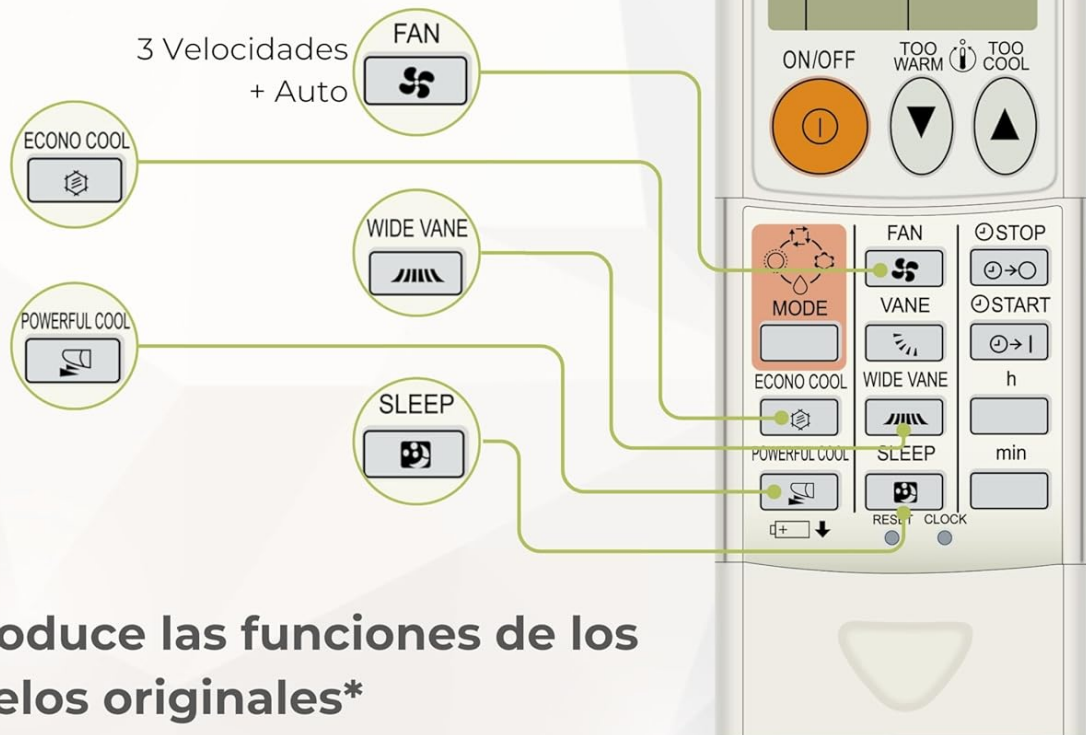 3 Velocidades
+ Auto
FAN
ECONO COOL
WIDE VANE
POWERFUL COOL
SLEEP
ON/OFF
TOO WARM
TOO COOL
MODE
FAN
STOP
VANE
START
ECONO COOL
WIDE VANE
h
POWERFUL COOL
SLEEP
min
RESET
CLOCK
oduce las funciones de los
elos originales*